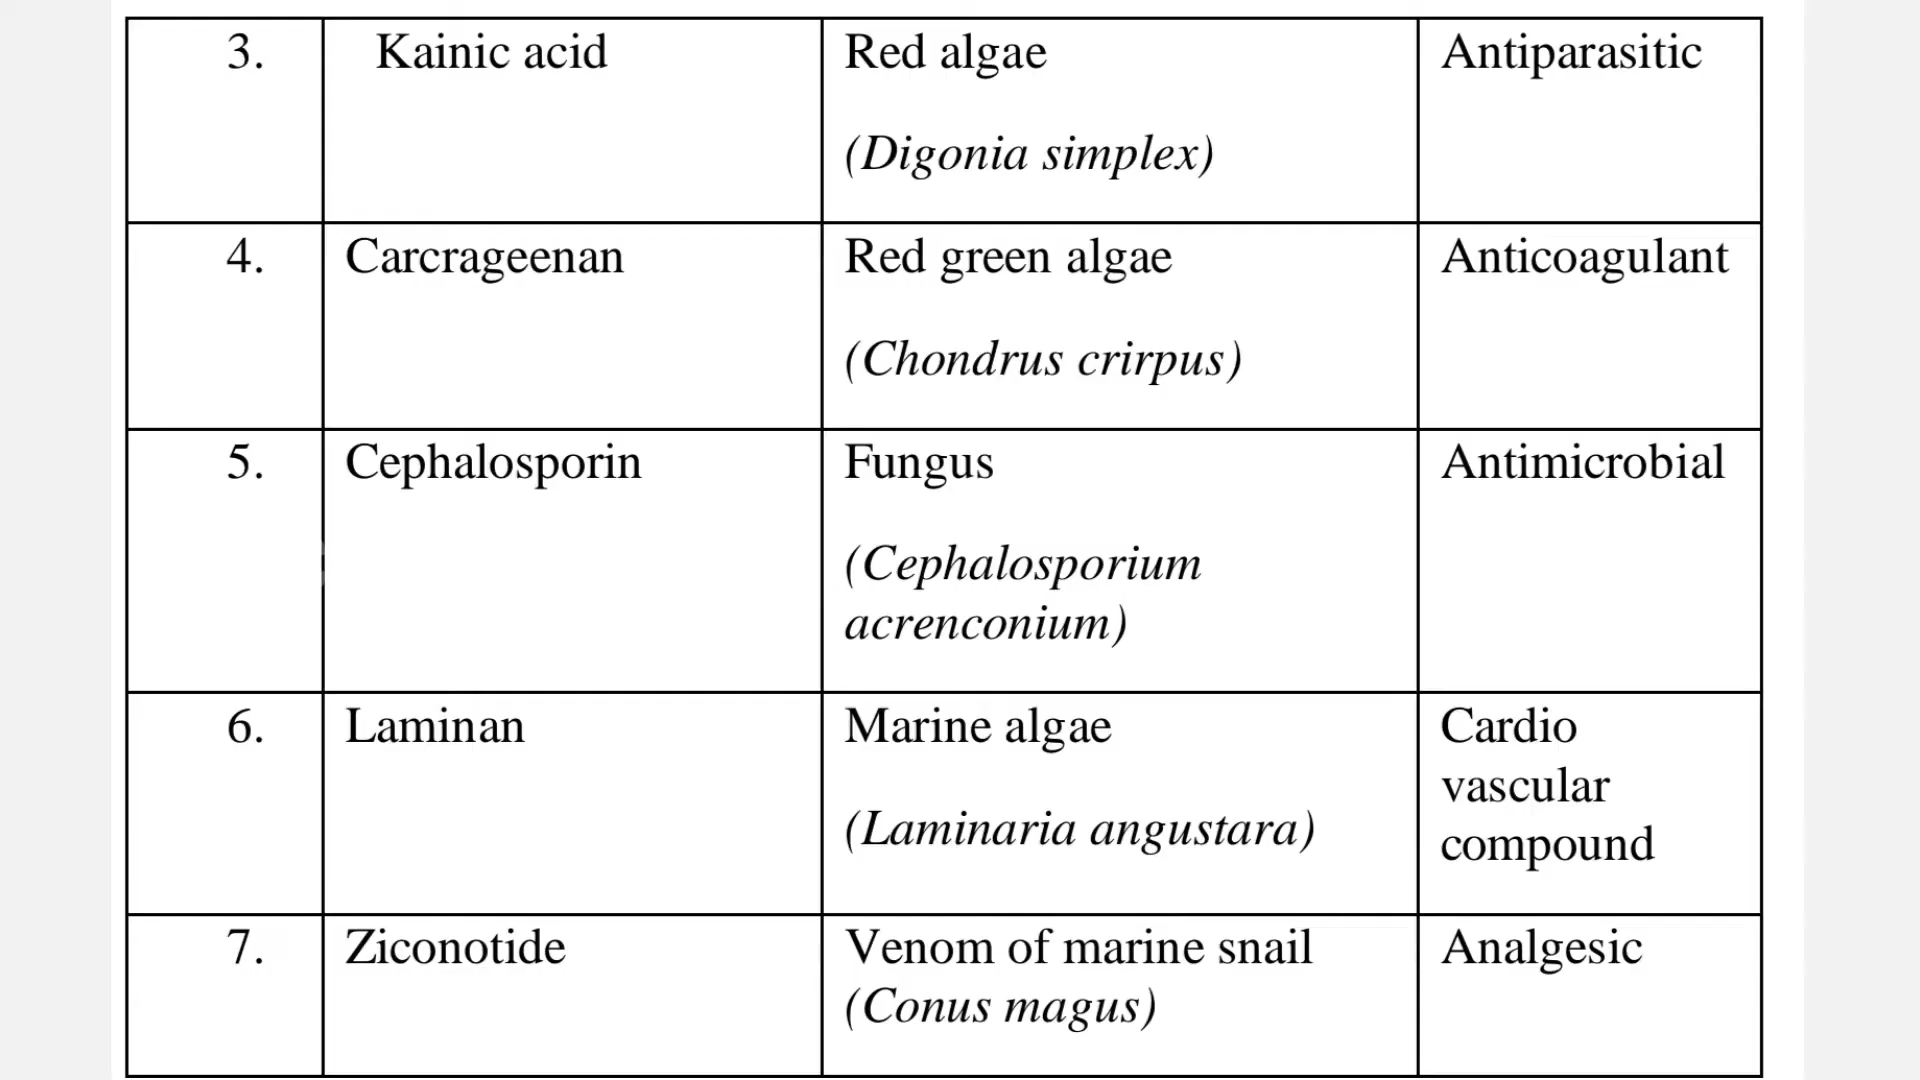 3. Kainic acid Red algae Antiparasitic
(Digonia simplex)
4. Carcrageenan Red green algae Anticoagulant
(Chondrus crirpus)
5. Cephalosporin Fungus Antimicrobial
(Cephalosporium
acrenconium)
6. Laminan Marine algae Cardio
vascular
(Laminaria angustara)
compound
7. Ziconotide Venom of marine snail Analgesic
(Conus magus)